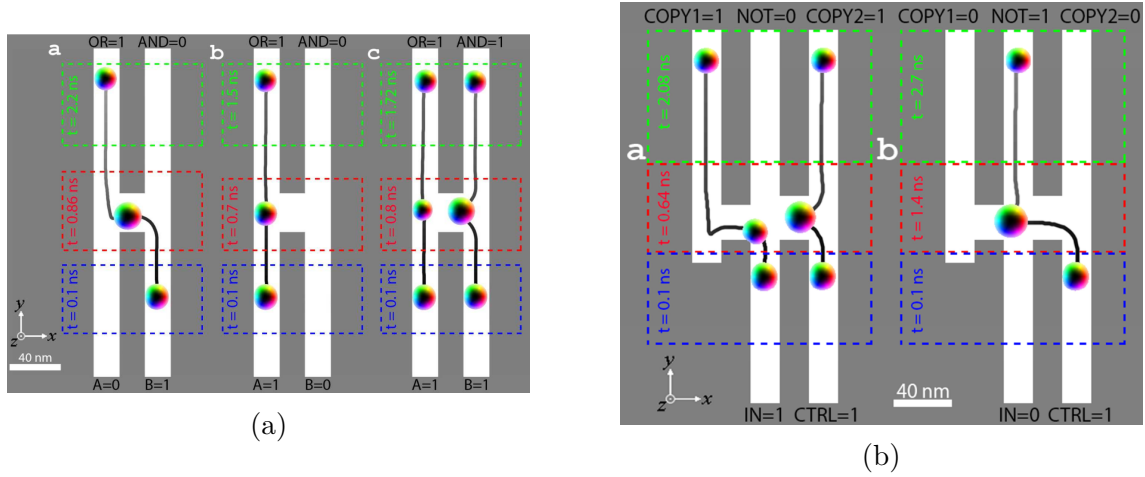 OR=1 AND=0 OR=1 AND=0 OR=1 AND=1
a b c
t = 2.2 ns t = 1.5 ns t = 1.72 ns
t = 0.86 ns t = 0.7 ns t = 0.8 ns
t = 0.1 ns t = 0.1 ns t = 0.1 ns
y
z x
40 nm
A=0 B=1 A=1 B=0 A=1 B=1
(a)
COPY1=1 NOT=0 COPY2=1 COPY1=0 NOT=1 COPY2=0
t = 2.08 ns t = 2.7 ns
a b
t = 0.64 ns t = 1.4 ns
t = 0.1 ns t = 0.1 ns
y
z x
40 nm
IN=1 CTRL=1 IN=0 CTRL=1
(b)